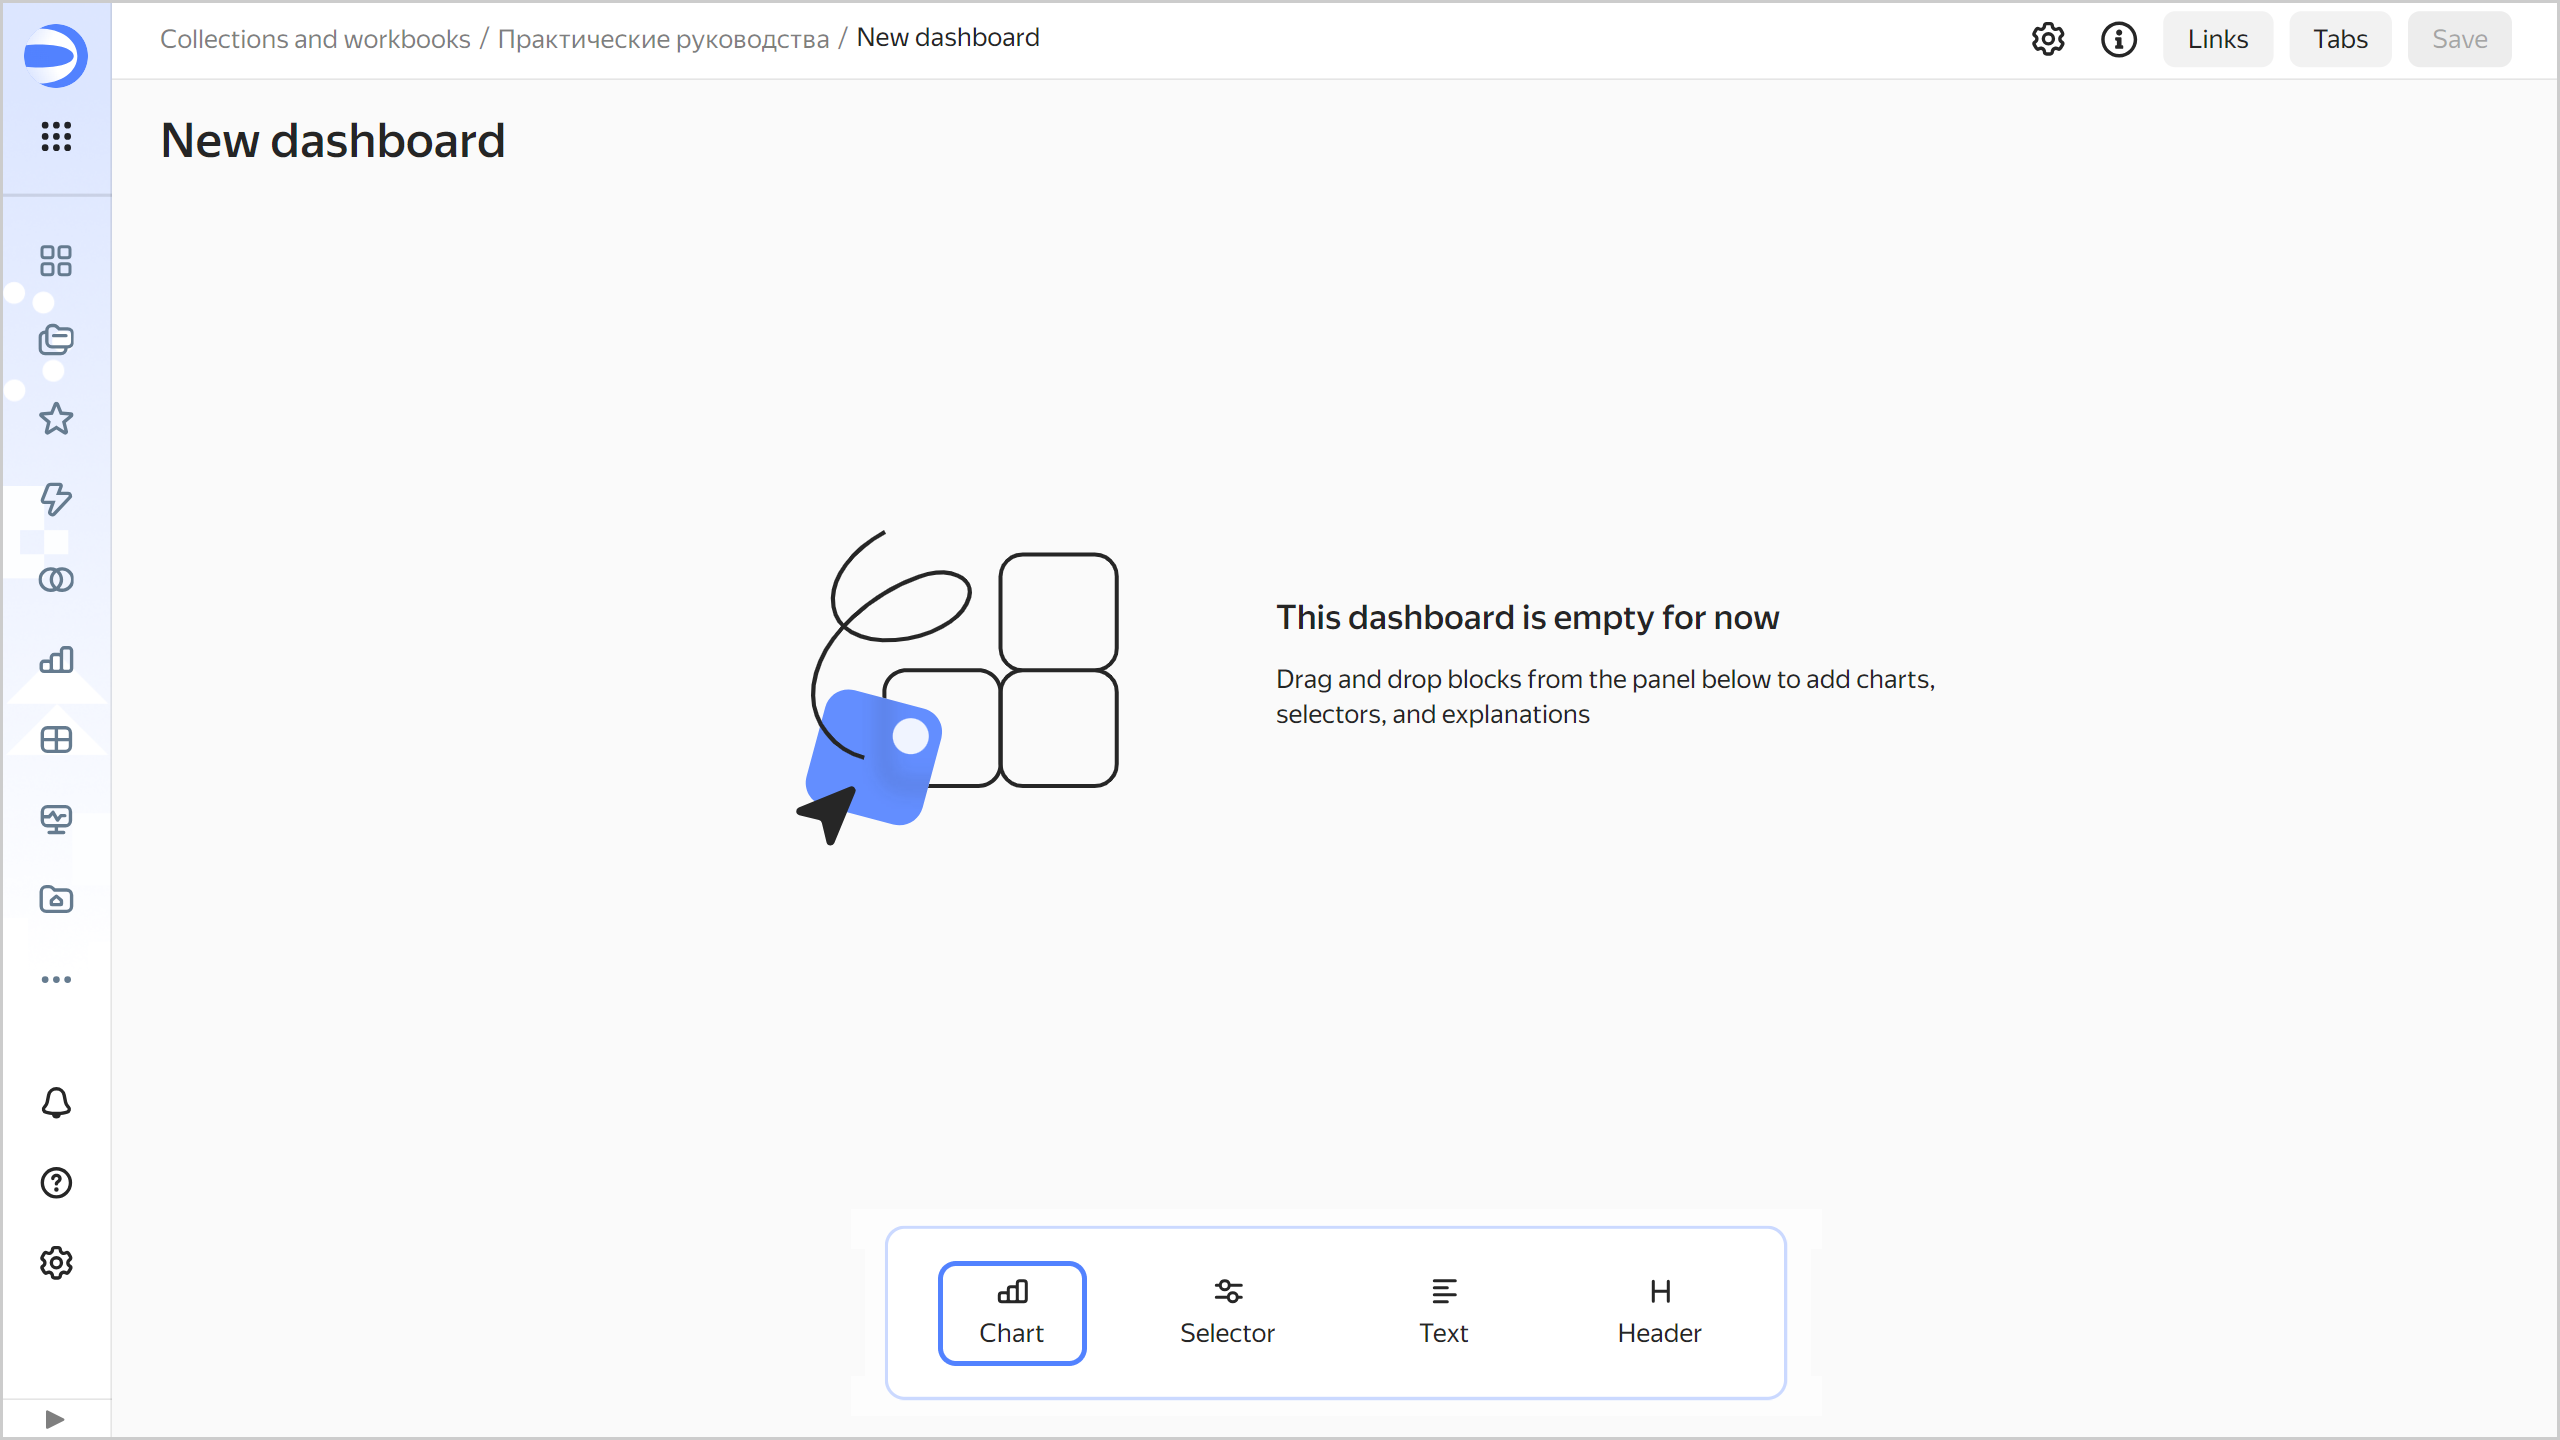 Collections and workbooks / Практические руководства / New dashboard
Links
Tabs
Save
New dashboard
This dashboard is empty for now
Drag and drop blocks from the panel below to add charts,
selectors, and explanations
Chart
Selector
Text
Header